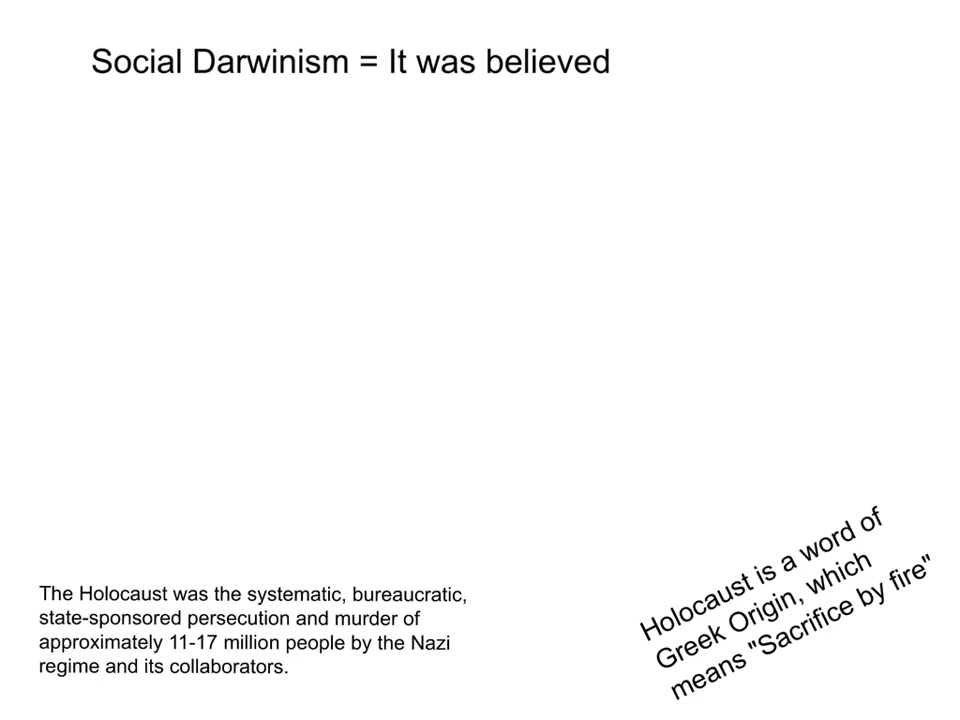 Social Darwinism = It was believed
The Holocaust was the systematic, bureaucratic,
state-sponsored persecution and murder of
approximately 11-17 million people by the Nazi
regime and its collaborators.
Holocaust is a word of
Greek Origin, which
means "Sacrifice by fire"